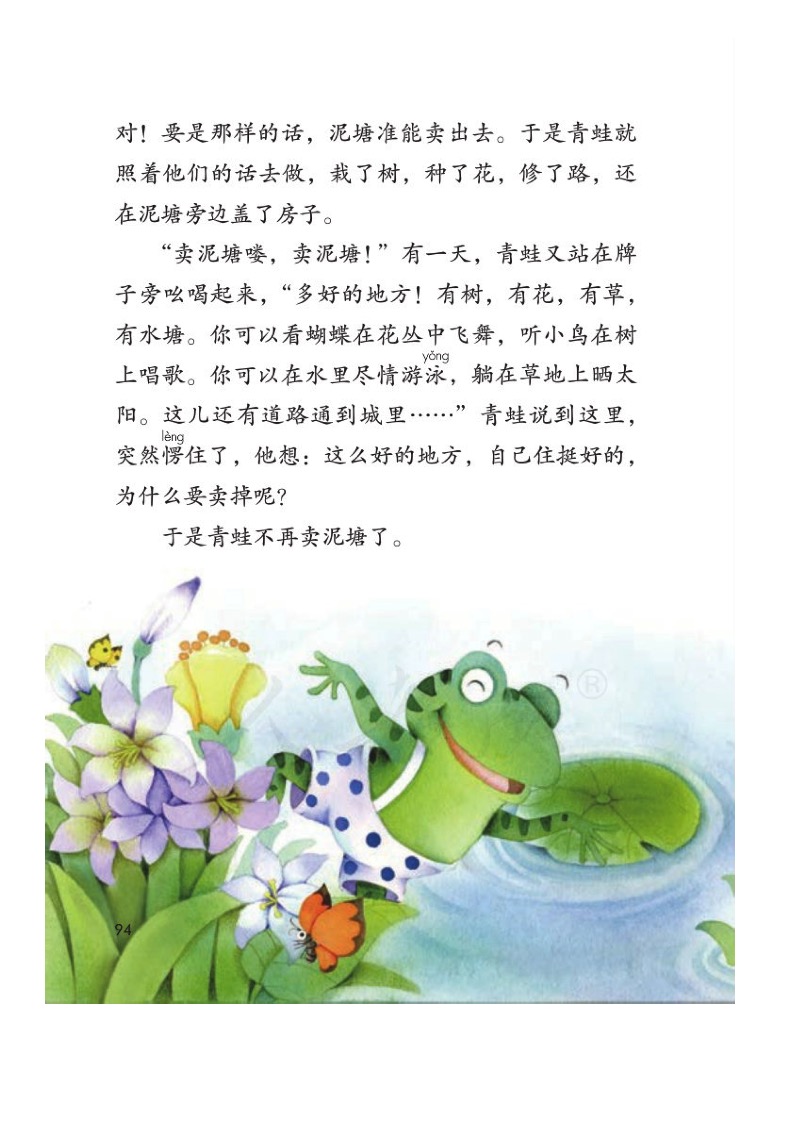 对！要是那样的话，泥塘准能卖出去。于是青蛙就
照着他们的话去做，栽了树，种了花，修了路，还
在泥塘旁边盖了房子。
“卖泥塘喽，卖泥塘！”有一天，青蛙又站在牌
子旁吆喝起来，“多好的地方！有树，有花，有草，
有水塘。你可以看蝴蝶在花丛中飞舞，听小鸟在树
yǒng
上唱歌。你可以在水里尽情游泳，躺在草地上晒太
阳。这儿还有道路通到城里……”青蛙说到这里，
lèng
突然愣住了，他想：这么好的地方，自己住挺好的，
为什么要卖掉呢？
于是青蛙不再卖泥塘了。
®
94